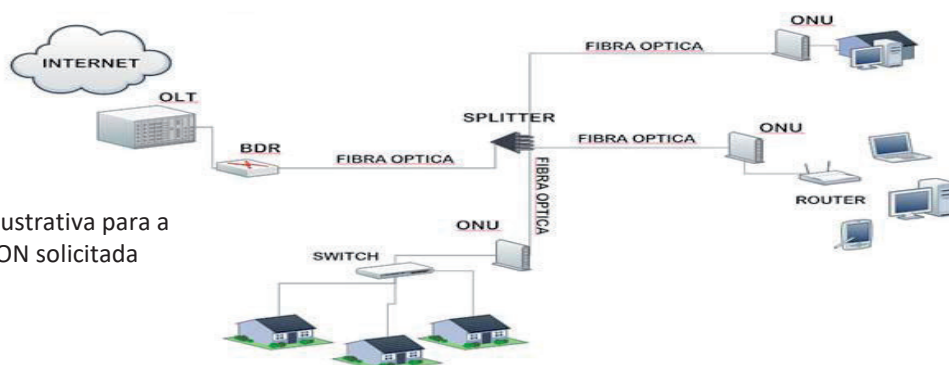 ONU
FIBRA OPTICA
INTERNET
OLT
SPLITTER
BDR
FIBRA OPTICA
FIBRA OPTICA
ONU
FIBRA OPTICA
ROUTER
ustrativa para a
ON solicitada
ONU
SWITCH